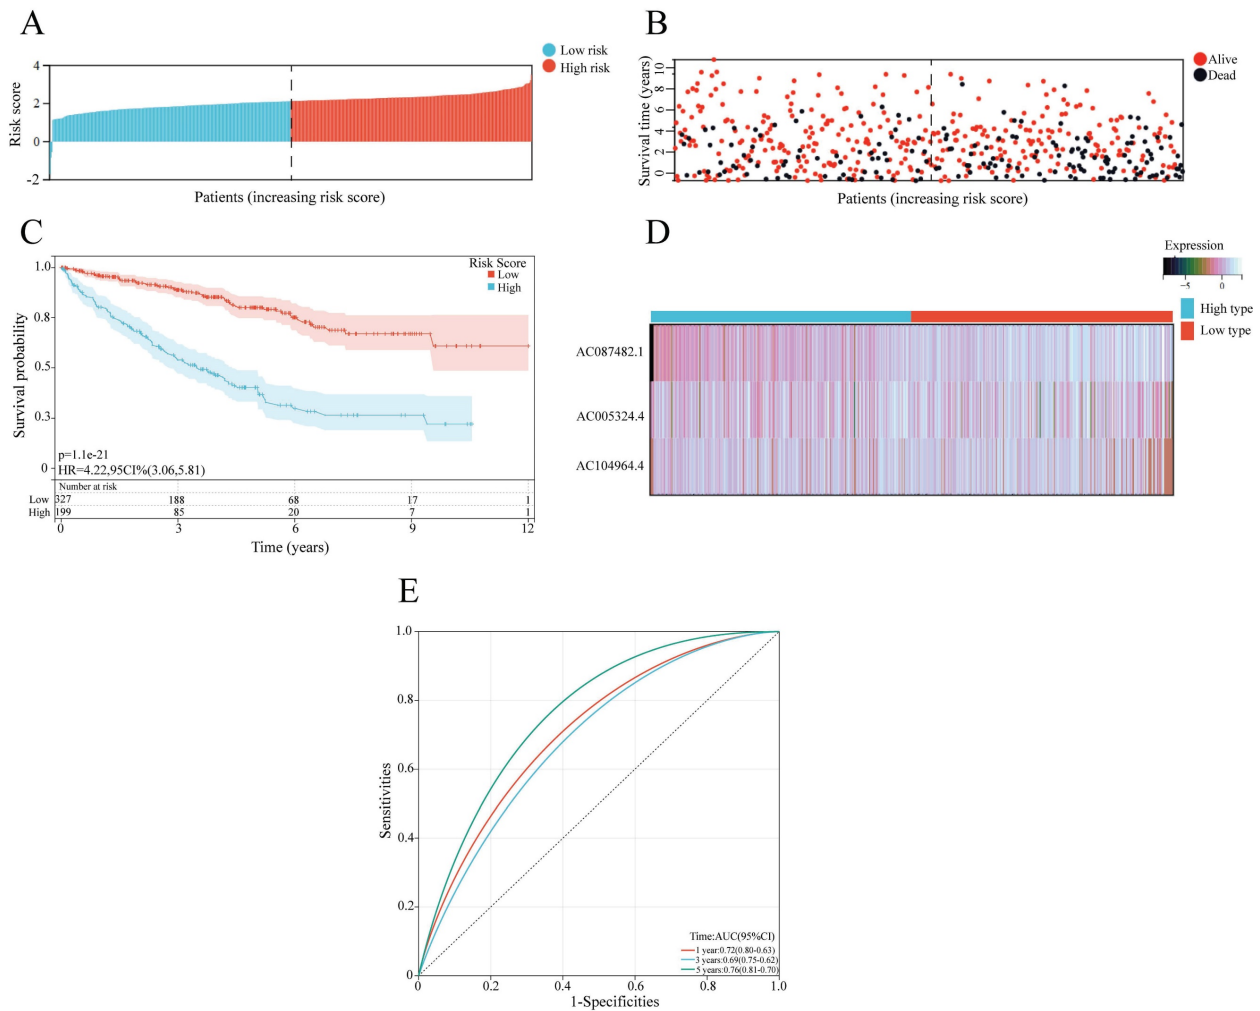 A
Low risk
High risk
Risk score
4
2
0
-2
Patients (increasing risk score)
B
Alive
Dead
Survival time (years)
10
8
6
4
2
0
Patients (increasing risk score)
C
Risk Score
Low
High
Survival probability
1.0
0.8
0.5
0.3
0
p=1.1e-21
HR=4.22,95CI%(3.06,5.81)
Number at risk
Low 327 188 68 17 1
High 199 85 20 7 1
0 3 6 9 12
Time (years)
D
Expression
−5 0
High type
Low type
AC087482.1
AC005324.4
AC104964.4
E
Sensitivities
1.0
0.8
0.6
0.4
0.2
0
Time:AUC(95%CI)
1 year:0.72(0.80-0.63)
3 years:0.69(0.75-0.62)
5 years:0.76(0.81-0.70)
0 0.2 0.4 0.6 0.8 1.0
1-Specificities